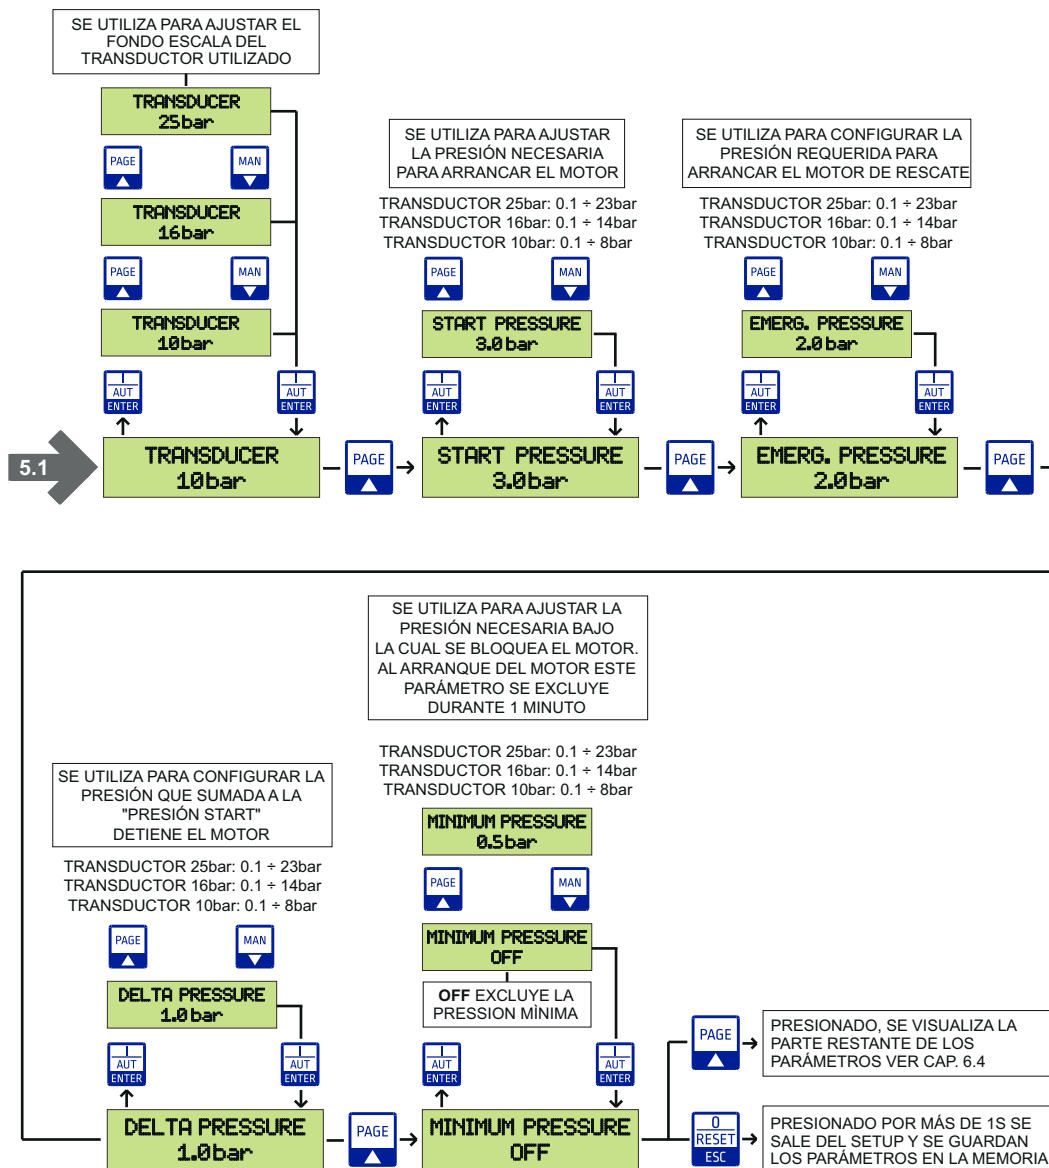 SE UTILIZA PARA AJUSTAR EL
FONDO ESCALA DEL
TRANSDUCTOR UTILIZADO
TRANSDUCER
25bar
PAGE
MAN
TRANSDUCER
16bar
PAGE
MAN
TRANSDUCER
10bar
I
AUT
ENTER
I
AUT
ENTER
5.1
TRANSDUCER
10bar
PAGE
SE UTILIZA PARA AJUSTAR
LA PRESIÓN NECESARIA
PARA ARRANCAR EL MOTOR
TRANSDUCTOR 25bar: 0.1 ÷ 23bar
TRANSDUCTOR 16bar: 0.1 ÷ 14bar
TRANSDUCTOR 10bar: 0.1 ÷ 8bar
PAGE
MAN
START PRESSURE
3.0 bar
I
AUT
ENTER
I
AUT
ENTER
START PRESSURE
3.0bar
PAGE
SE UTILIZA PARA CONFIGURAR LA
PRESIÓN REQUERIDA PARA
ARRANCAR EL MOTOR DE RESCATE
TRANSDUCTOR 25bar: 0.1 ÷ 23bar
TRANSDUCTOR 16bar: 0.1 ÷ 14bar
TRANSDUCTOR 10bar: 0.1 ÷ 8bar
PAGE
MAN
EMERG. PRESSURE
2.0 bar
I
AUT
ENTER
I
AUT
ENTER
EMERG. PRESSURE
2.0bar
PAGE
SE UTILIZA PARA CONFIGURAR LA
PRESIÓN QUE SUMADA A LA
"PRESIÓN START"
DETIENE EL MOTOR
TRANSDUCTOR 25bar: 0.1 ÷ 23bar
TRANSDUCTOR 16bar: 0.1 ÷ 14bar
TRANSDUCTOR 10bar: 0.1 ÷ 8bar
PAGE
MAN
DELTA PRESSURE
1.0 bar
I
AUT
ENTER
I
AUT
ENTER
DELTA PRESSURE
1.0bar
PAGE
SE UTILIZA PARA AJUSTAR LA
PRESIÓN NECESARIA BAJO
LA CUAL SE BLOQUEA EL MOTOR.
AL ARRANQUE DEL MOTOR ESTE
PARÁMETRO SE EXCLUYE
DURANTE 1 MINUTO
TRANSDUCTOR 25bar: 0.1 ÷ 23bar
TRANSDUCTOR 16bar: 0.1 ÷ 14bar
TRANSDUCTOR 10bar: 0.1 ÷ 8bar
MINIMUM PRESSURE
0.5bar
PAGE
MAN
MINIMUM PRESSURE
OFF
OFF EXCLUYE LA
PRESSION MÌNIMA
I
AUT
ENTER
I
AUT
ENTER
MINIMUM PRESSURE
OFF
PAGE
PRESIONADO, SE VISUALIZA LA
PARTE RESTANTE DE LOS
PARÁMETROS VER CAP. 6.4
0
RESET
ESC
PRESIONADO POR MÁS DE 1S SE
SALE DEL SETUP Y SE GUARDAN
LOS PARÁMETROS EN LA MEMORIA